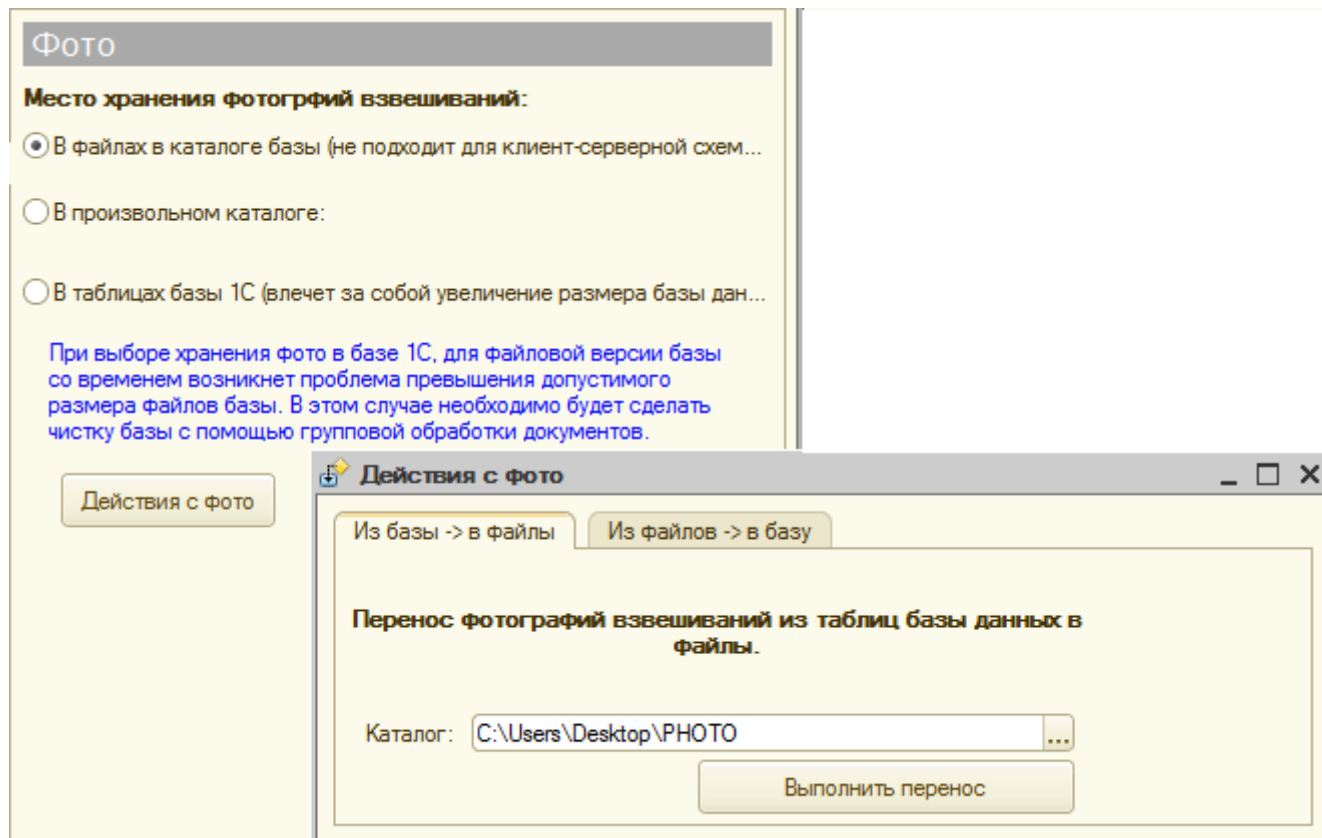 Фото
Место хранения фотогрфий взвешиваний:
В файлах в каталоге базы (не подходит для клиент-серверной схем...
В произвольном каталоге:
В таблицах базы 1С (влечет за собой увеличение размера базы дан...
При выборе хранения фото в базе 1С, для файловой версии базы
со временем возникнет проблема превышения допустимого
размера файлов базы. В этом случае необходимо будет сделать
чистку базы с помощью групповой обработки документов.
Действия с фото
Действия с фото
Из базы -> в файлы
Из файлов -> в базу
Перенос фотографий взвешиваний из таблиц базы данных в
файлы.
Каталог: C:\Users\Desktop\PHOTO ...
Выполнить перенос